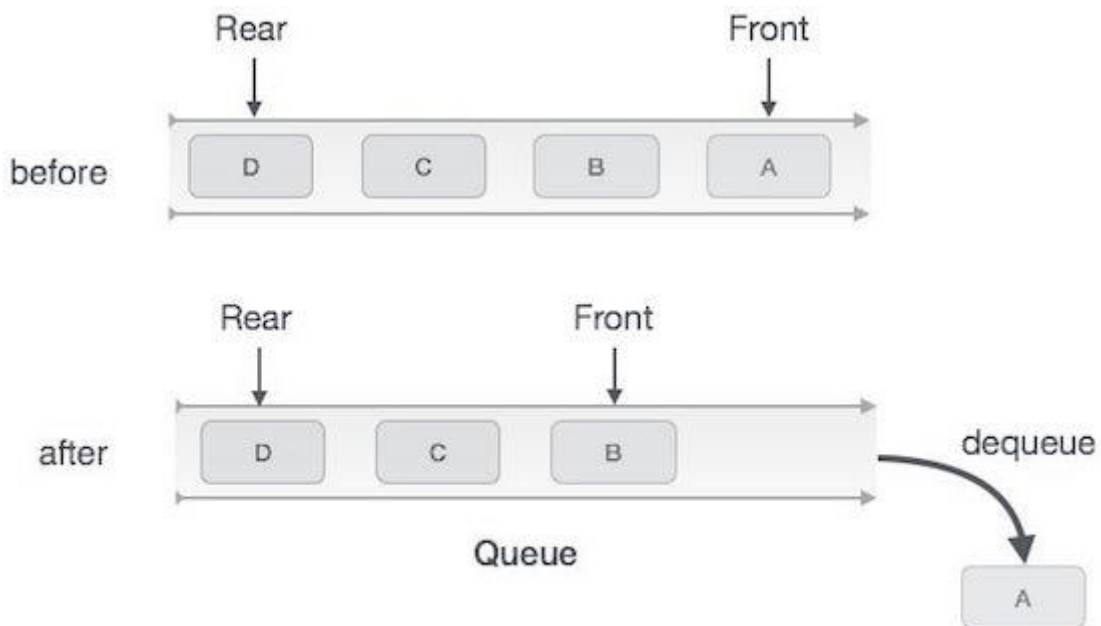 Rear Front
before D C B A
Rear Front
after D C B dequeue
Queue
A